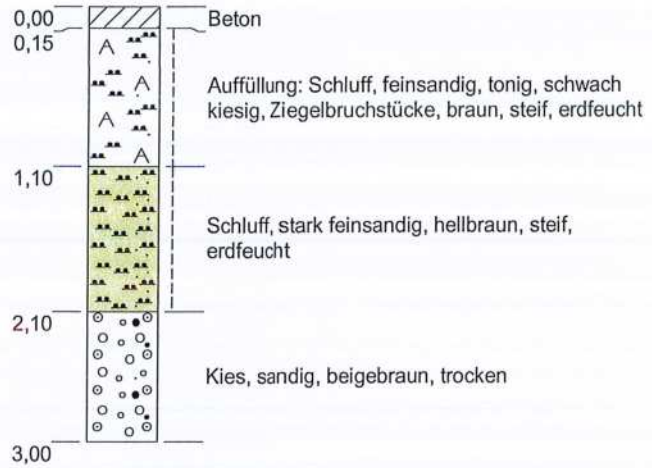 0,00
Beton
0,15
Auffüllung: Schluff, feinsandig, tonig, schwach
kiesig, Ziegelbruchstücke, braun, steif, erdfeucht
1,10
Schluff, stark feinsandig, hellbraun, steif,
erdfeucht
2,10
Kies, sandig, beigebraun, trocken
3,00